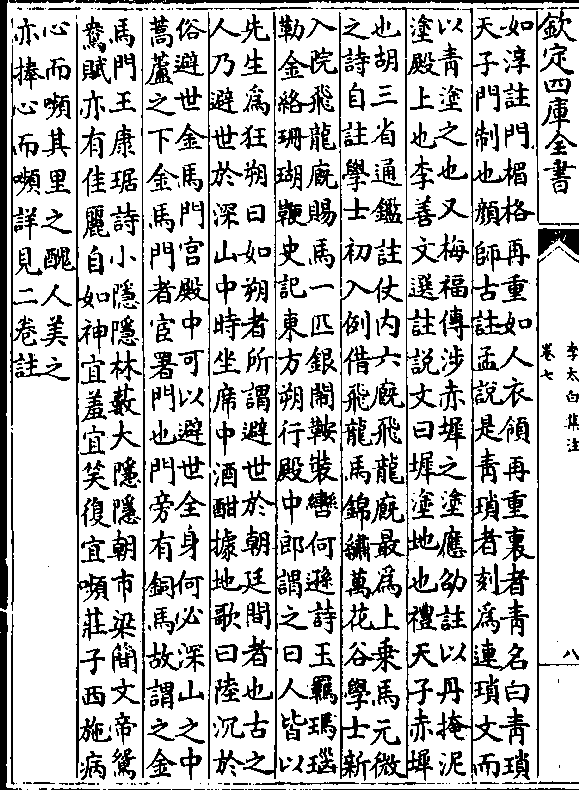 欽定四庫全書
李太白集注
卷七
八
如淳註門楣格再重如人衣領再重裏者青名曰青瑣
天子門制也顏師古註孟說是青瑣者刻為連瑣文而
以青塗之也又梅福傳涉赤墀之塗應劭註以丹掩泥
塗殿上也李善文選註說文曰墀塗地也禮天子赤墀
也胡三省通鑑註仗内六廐飛龍廐最為上乗馬元微
之詩自註學士初入例借飛龍馬錦繡萬花谷學士新
入院飛龍廐賜馬一匹銀閙鞍裝轡何遜詩玉羈瑪瑙
勒金絡珊瑚鞭史記東方朔行殿中郎謂之曰人皆以
先生為狂朔曰如朔者所謂避世於朝廷間者也古之
人乃避世於深山中時坐席中酒酣據地歌曰陸沉於
俗避世金馬門宫殿中可以避世全身何必深山之中
蒿蘆之下金馬門者宦署門也門旁有銅馬故謂之金
馬門王康琚詩小隱隱林藪大隱隱朝市梁簡文帝鴛
鴦賦亦有佳麗自如神宜羞宜笑復宜嚬莊子西施病
心而嚬其里之醜人美之
亦捧心而嚬詳見二卷註